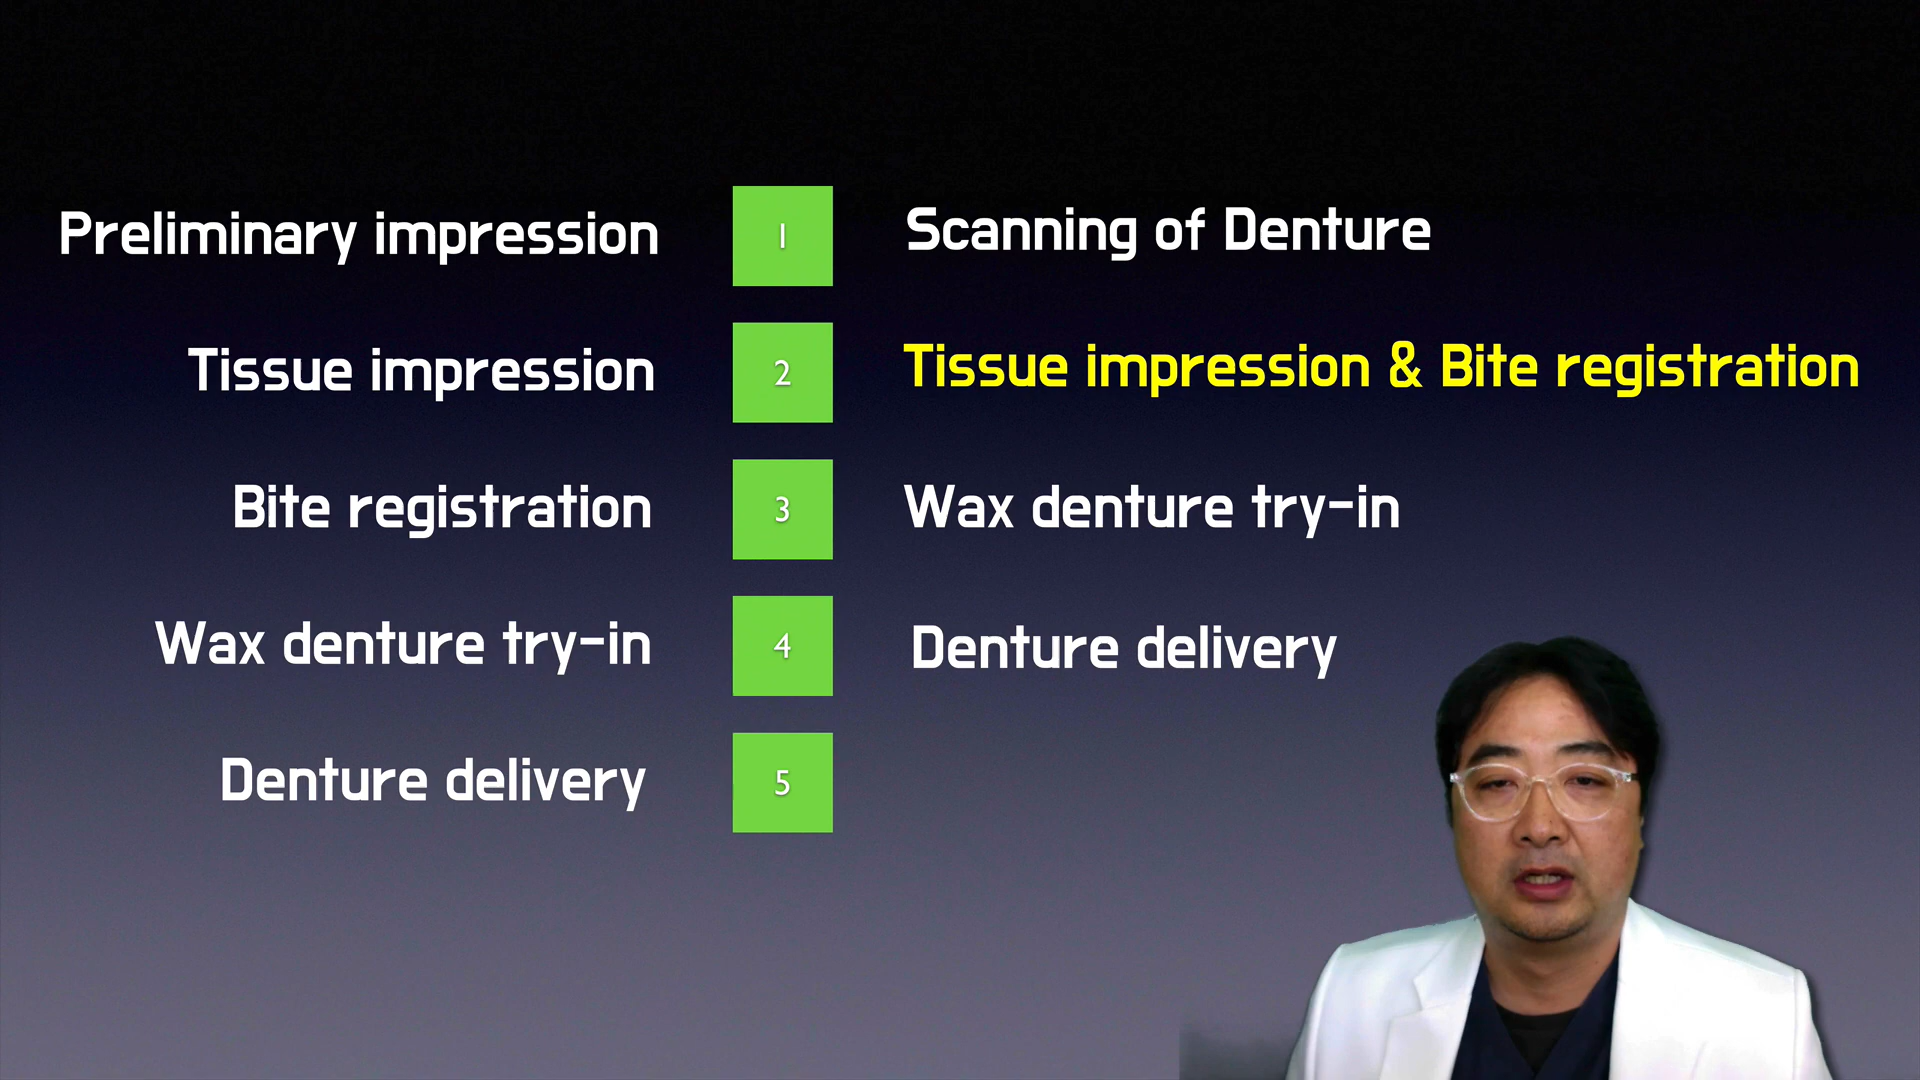 Preliminary impression 1 Scanning of Denture
Tissue impression 2 Tissue impression & Bite registration
Bite registration 3 Wax denture try-in
Wax denture try-in 4 Denture delivery
Denture delivery 5